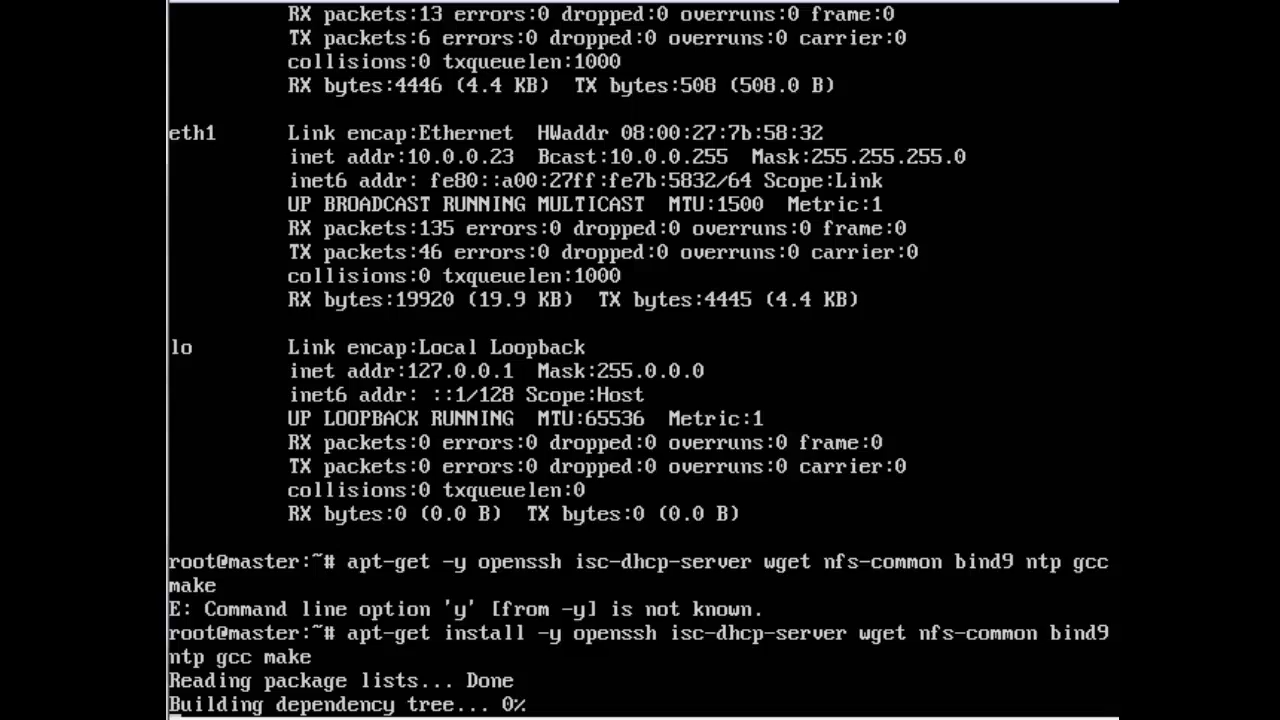 RX packets:13 errors:0 dropped:0 overruns:0 frame:0
TX packets:6 errors:0 dropped:0 overruns:0 carrier:0
collisions:0 txqueuelen:1000
RX bytes:4446 (4.4 KB)  TX bytes:508 (508.0 B)
eth1      Link encap:Ethernet  HWaddr 08:00:27:7b:58:32
inet addr:10.0.0.23  Bcast:10.0.0.255  Mask:255.255.255.0
inet6 addr: fe80::a00:27ff:fe7b:5832/64 Scope:Link
UP BROADCAST RUNNING MULTICAST  MTU:1500  Metric:1
RX packets:135 errors:0 dropped:0 overruns:0 frame:0
TX packets:46 errors:0 dropped:0 overruns:0 carrier:0
collisions:0 txqueuelen:1000
RX bytes:19920 (19.9 KB)  TX bytes:4445 (4.4 KB)
lo        Link encap:Local Loopback
inet addr:127.0.0.1  Mask:255.0.0.0
inet6 addr: ::1/128 Scope:Host
UP LOOPBACK RUNNING  MTU:65536  Metric:1
RX packets:0 errors:0 dropped:0 overruns:0 frame:0
TX packets:0 errors:0 dropped:0 overruns:0 carrier:0
collisions:0 txqueuelen:0
RX bytes:0 (0.0 B)  TX bytes:0 (0.0 B)
root@master:~# apt-get -y openssh isc-dhcp-server wget nfs-common bind9 ntp gcc
make
E: Command line option 'y' [from -y] is not known.
root@master:~# apt-get install -y openssh isc-dhcp-server wget nfs-common bind9
ntp gcc make
Reading package lists... Done
Building dependency tree... 0%